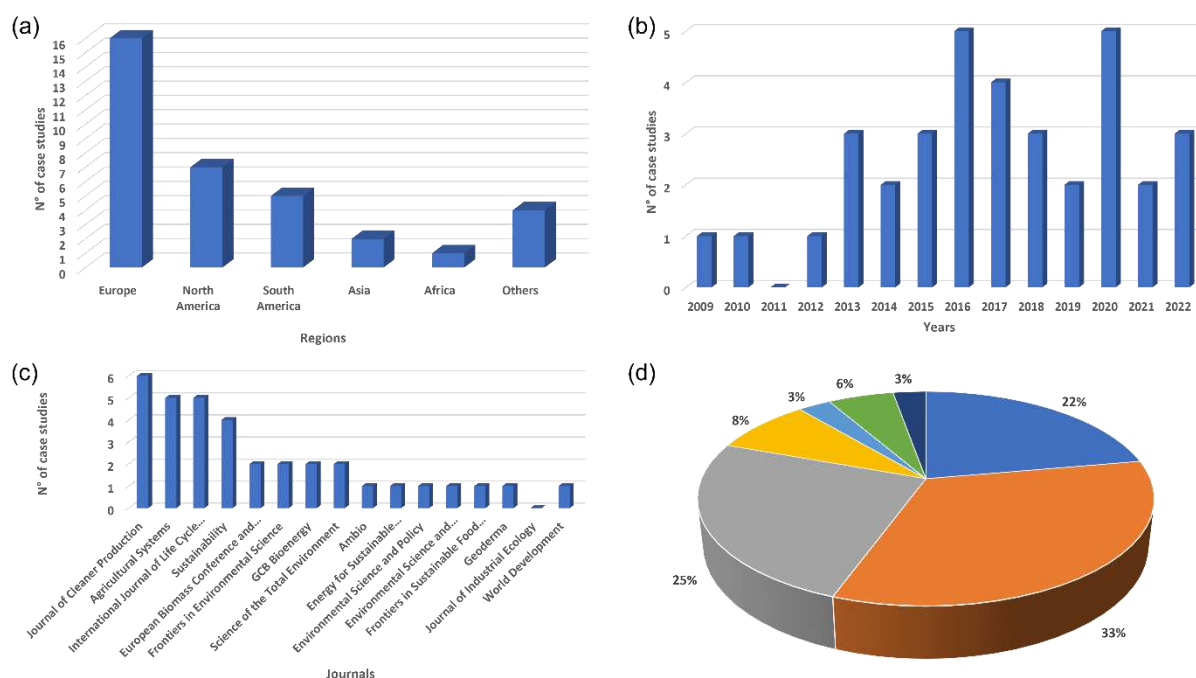 (a)
N° of case studies
16
15
14
13
12
11
10
9
8
7
6
5
4
3
2
1
0
Europe
North
America
South
America
Asia
Africa
Others
Regions
(b)
N° of case studies
5
4
3
2
1
0
2009
2010
2011
2012
2013
2014
2015
2016
2017
2018
2019
2020
2021
2022
Years
(c)
N° of case studies
6
5
4
3
2
1
0
Journal of Cleaner Production
Agricultural Systems
International Journal of Life Cycle...
Sustainability
European Biomass Conference and...
Frontiers in Environmental Science
GCB Bioenergy
Science of the Total Environment
Ambio
Energy for Sustainable...
Environmental Science and Policy
Environmental Science and...
Frontiers in Sustainable Food...
Geoderma
Journal of Industrial Ecology
World Development
Journals
(d)
3%
6%
3%
8%
22%
25%
33%